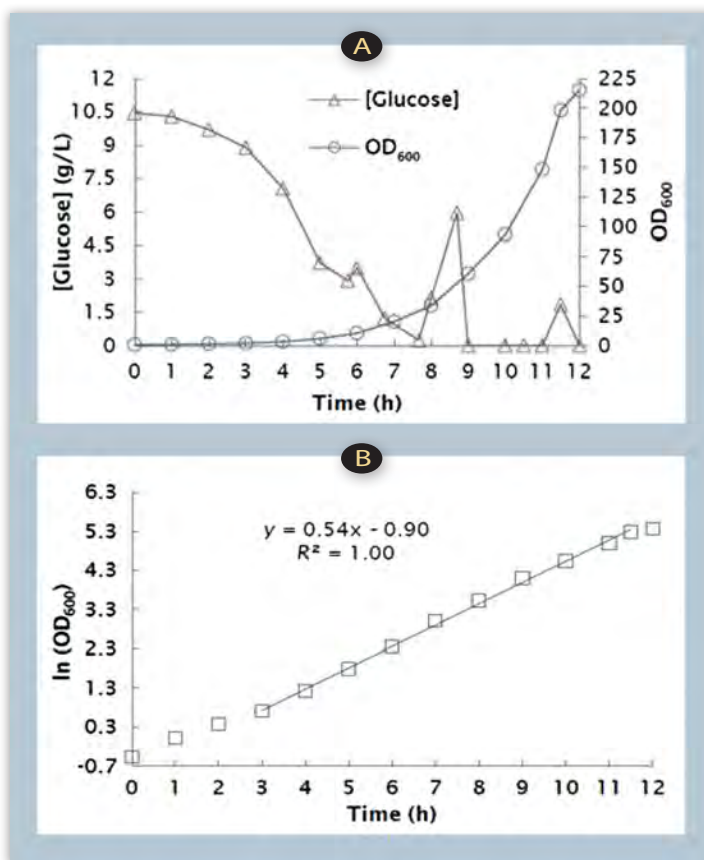 A
[Glucose] (g/L)
12
10.5
9
7.5
6
4.5
3
1.5
0
[Glucose]
OD600
225
200
175
150
125
100
75
50
25
0
OD600
0 1 2 3 4 5 6 7 8 9 10 11 12
Time (h)
B
ln (OD600)
6.3
5.3
4.3
3.3
2.3
1.3
0.3
-0.7
y = 0.54x - 0.90
R² = 1.00
0 1 2 3 4 5 6 7 8 9 10 11 12
Time (h)